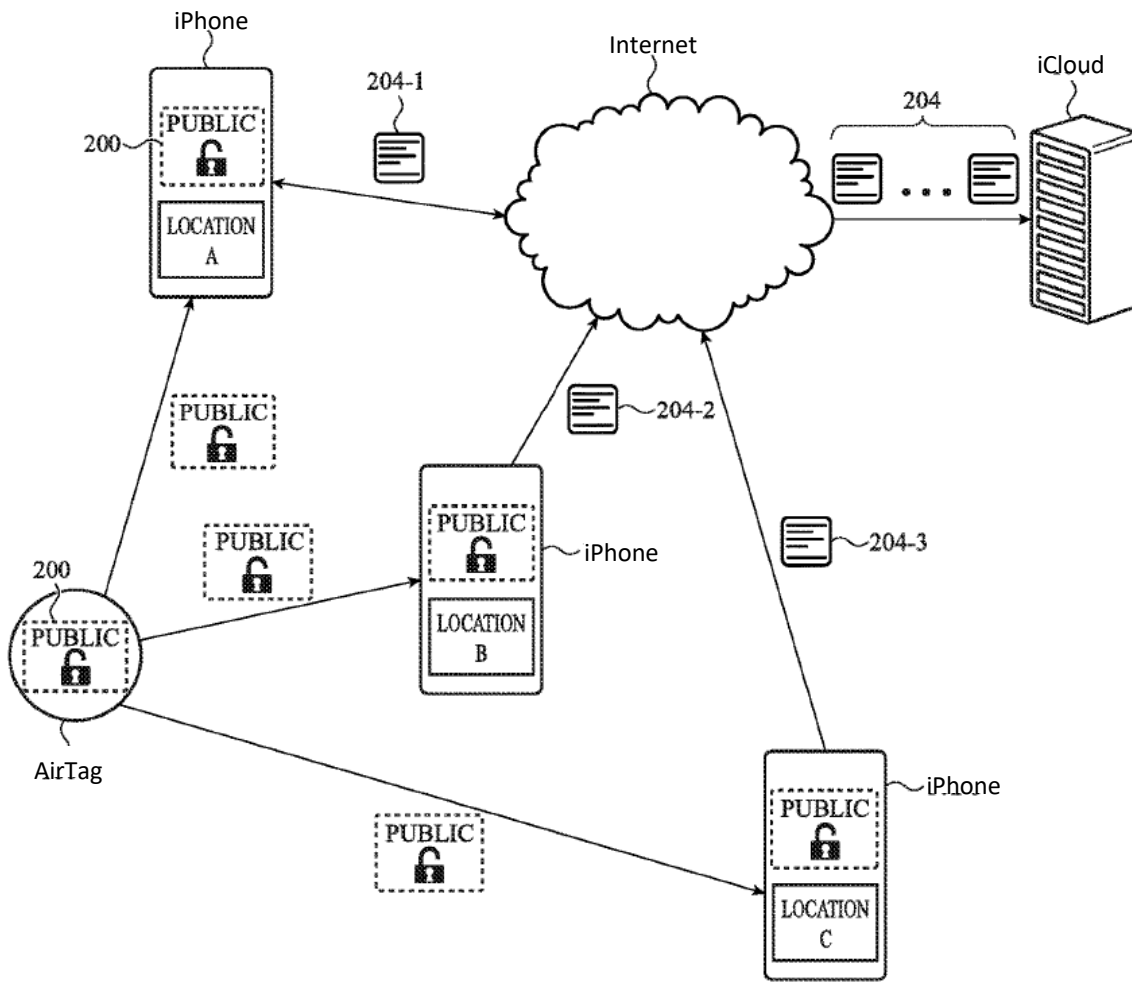 iPhone
Internet
iCloud
204-1
204
PUBLIC
200
LOCATION
A
PUBLIC
204-2
PUBLIC
PUBLIC
iPhone
204-3
200
PUBLIC
LOCATION
B
AirTag
iPhone
PUBLIC
PUBLIC
LOCATION
C